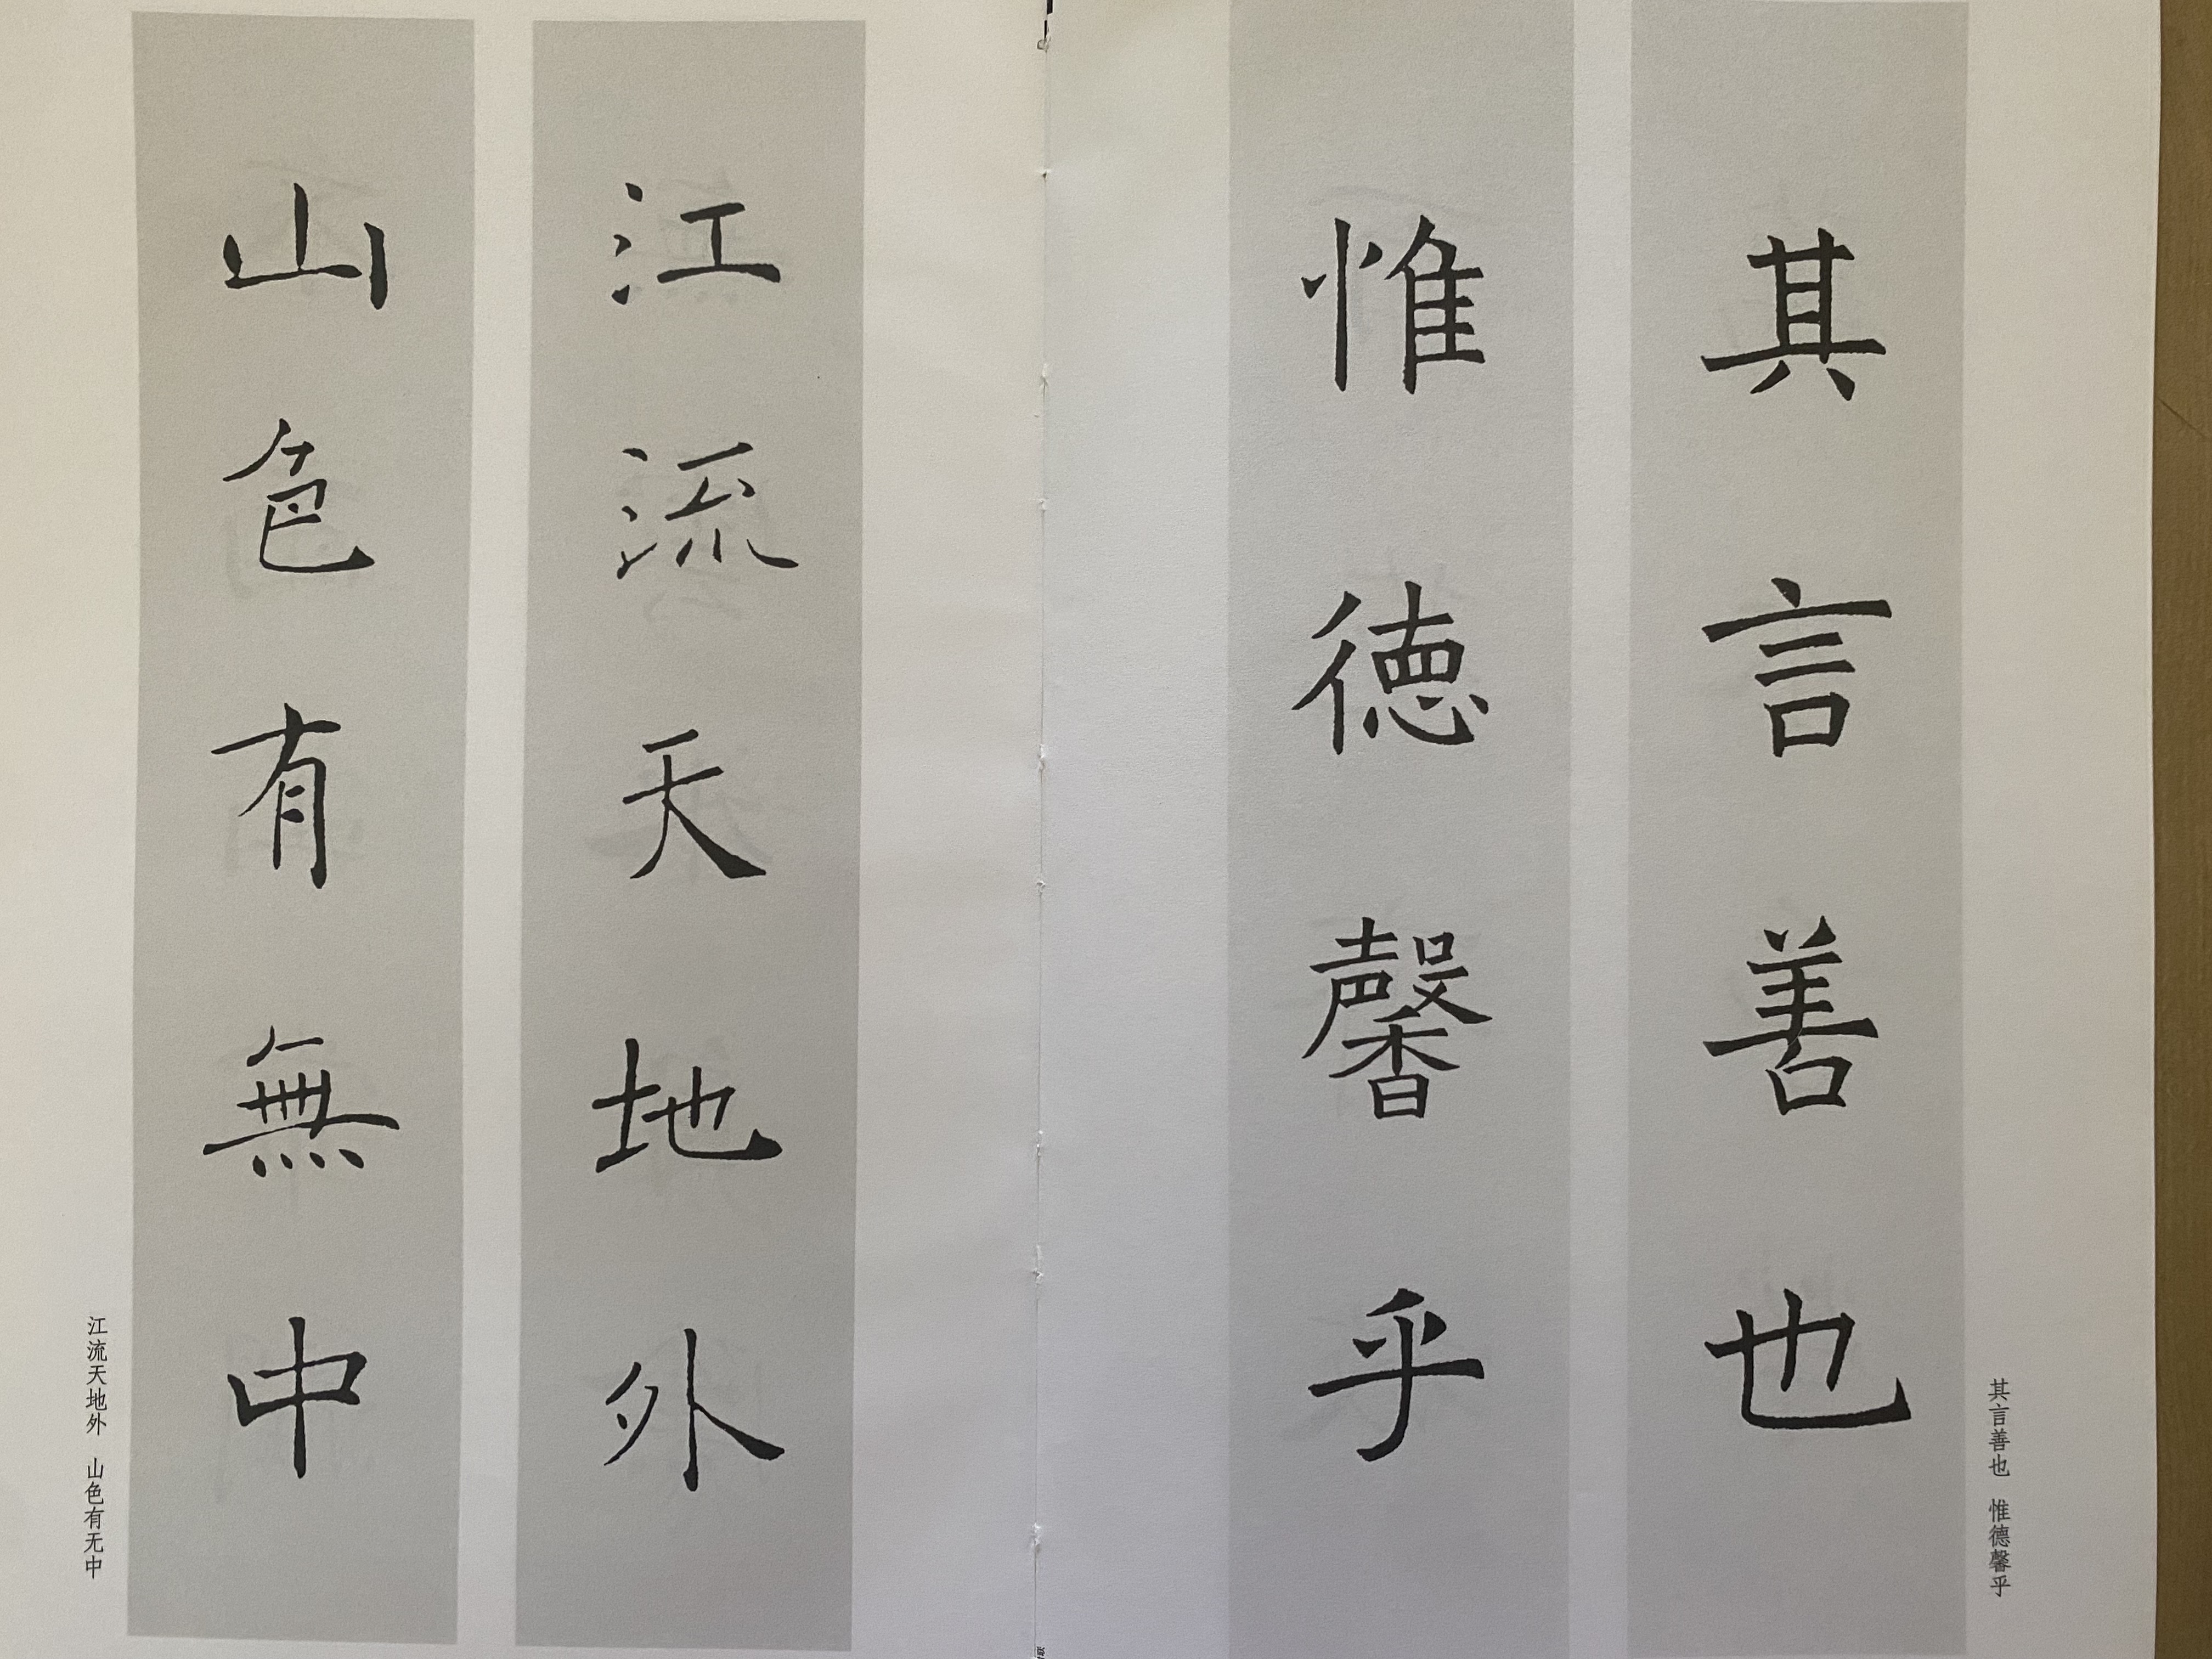 其言善也
惟德馨乎
其言善也 惟德馨乎
江流天地外
山色有無中
江流天地外 山色有无中